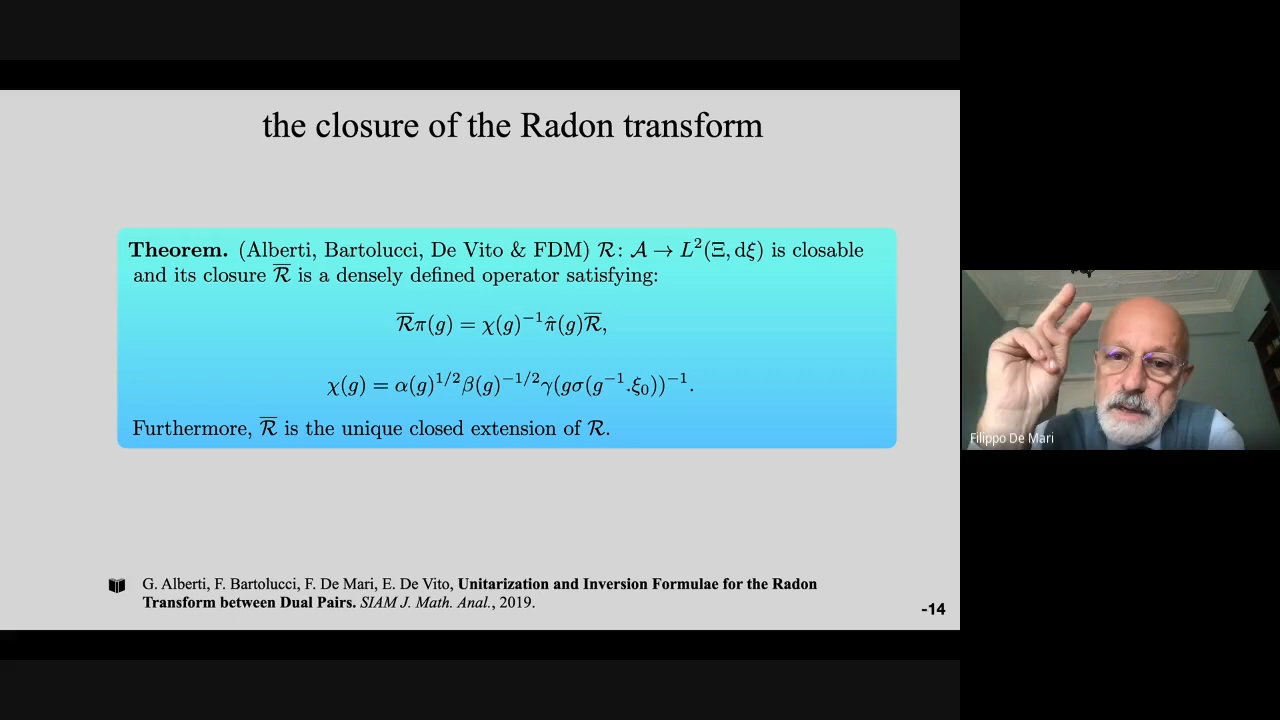 the closure of the Radon transform
Theorem. (Alberti, Bartolucci, De Vito & FDM) ℛ: 𝒜 → L²(Ξ, dξ) is closable
and its closure ℛ̅ is a densely defined operator satisfying:
ℛ̅π(g) = χ(g)⁻¹π̂(g)ℛ̅,
χ(g) = α(g)^{1/2}β(g)^{-1/2}γ(gσ(g⁻¹.ξ₀))⁻¹.
Furthermore, ℛ̅ is the unique closed extension of ℛ.
G. Alberti, F. Bartolucci, F. De Mari, E. De Vito, Unitarization and Inversion Formulae for the Radon
Transform between Dual Pairs. SIAM J. Math. Anal., 2019.
-14
Filippo De Mari